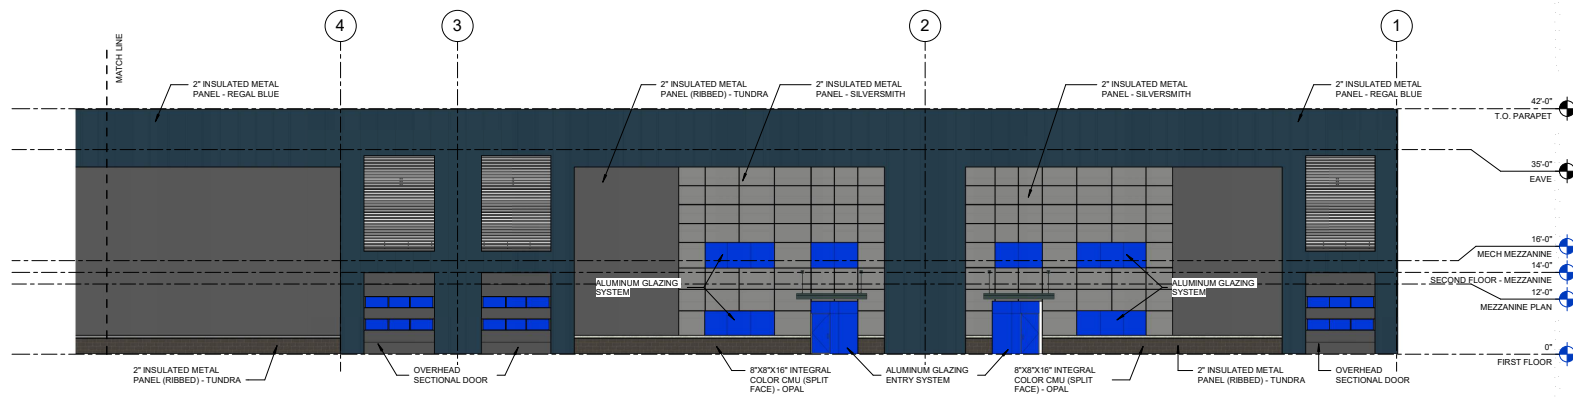 4
3
2
1
MATCH LINE
2" INSULATED METAL
PANEL - REGAL BLUE
2" INSULATED METAL
PANEL (RIBBED) - TUNDRA
2" INSULATED METAL
PANEL - SILVERSMITH
2" INSULATED METAL
PANEL - SILVERSMITH
2" INSULATED METAL
PANEL - REGAL BLUE
42'-0"
T.O. PARAPET
35'-0"
EAVE
16'-0"
MECH MEZZANINE
14'-0"
SECOND FLOOR - MEZZANINE
12'-0"
MEZZANINE PLAN
0"
FIRST FLOOR
ALUMINUM GLAZING
SYSTEM
ALUMINUM GLAZING
SYSTEM
2" INSULATED METAL
PANEL (RIBBED) - TUNDRA
OVERHEAD
SECTIONAL DOOR
8"X8"X16" INTEGRAL
COLOR CMU (SPLIT
FACE) - OPAL
ALUMINUM GLAZING
ENTRY SYSTEM
8"X8"X16" INTEGRAL
COLOR CMU (SPLIT
FACE) - OPAL
2" INSULATED METAL
PANEL (RIBBED) - TUNDRA
OVERHEAD
SECTIONAL DOOR